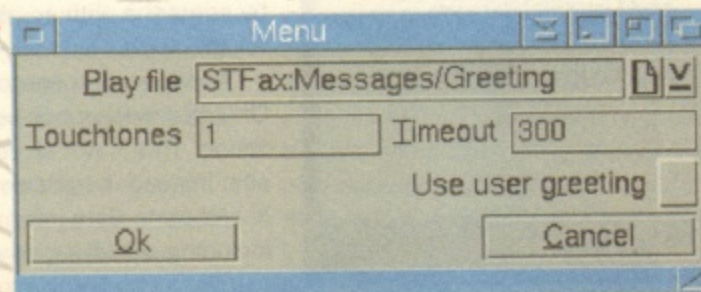 Menu
Play file STFax:Messages/Greeting
Touchtones 1 Timeout 300
Use user greeting
Ok Cancel